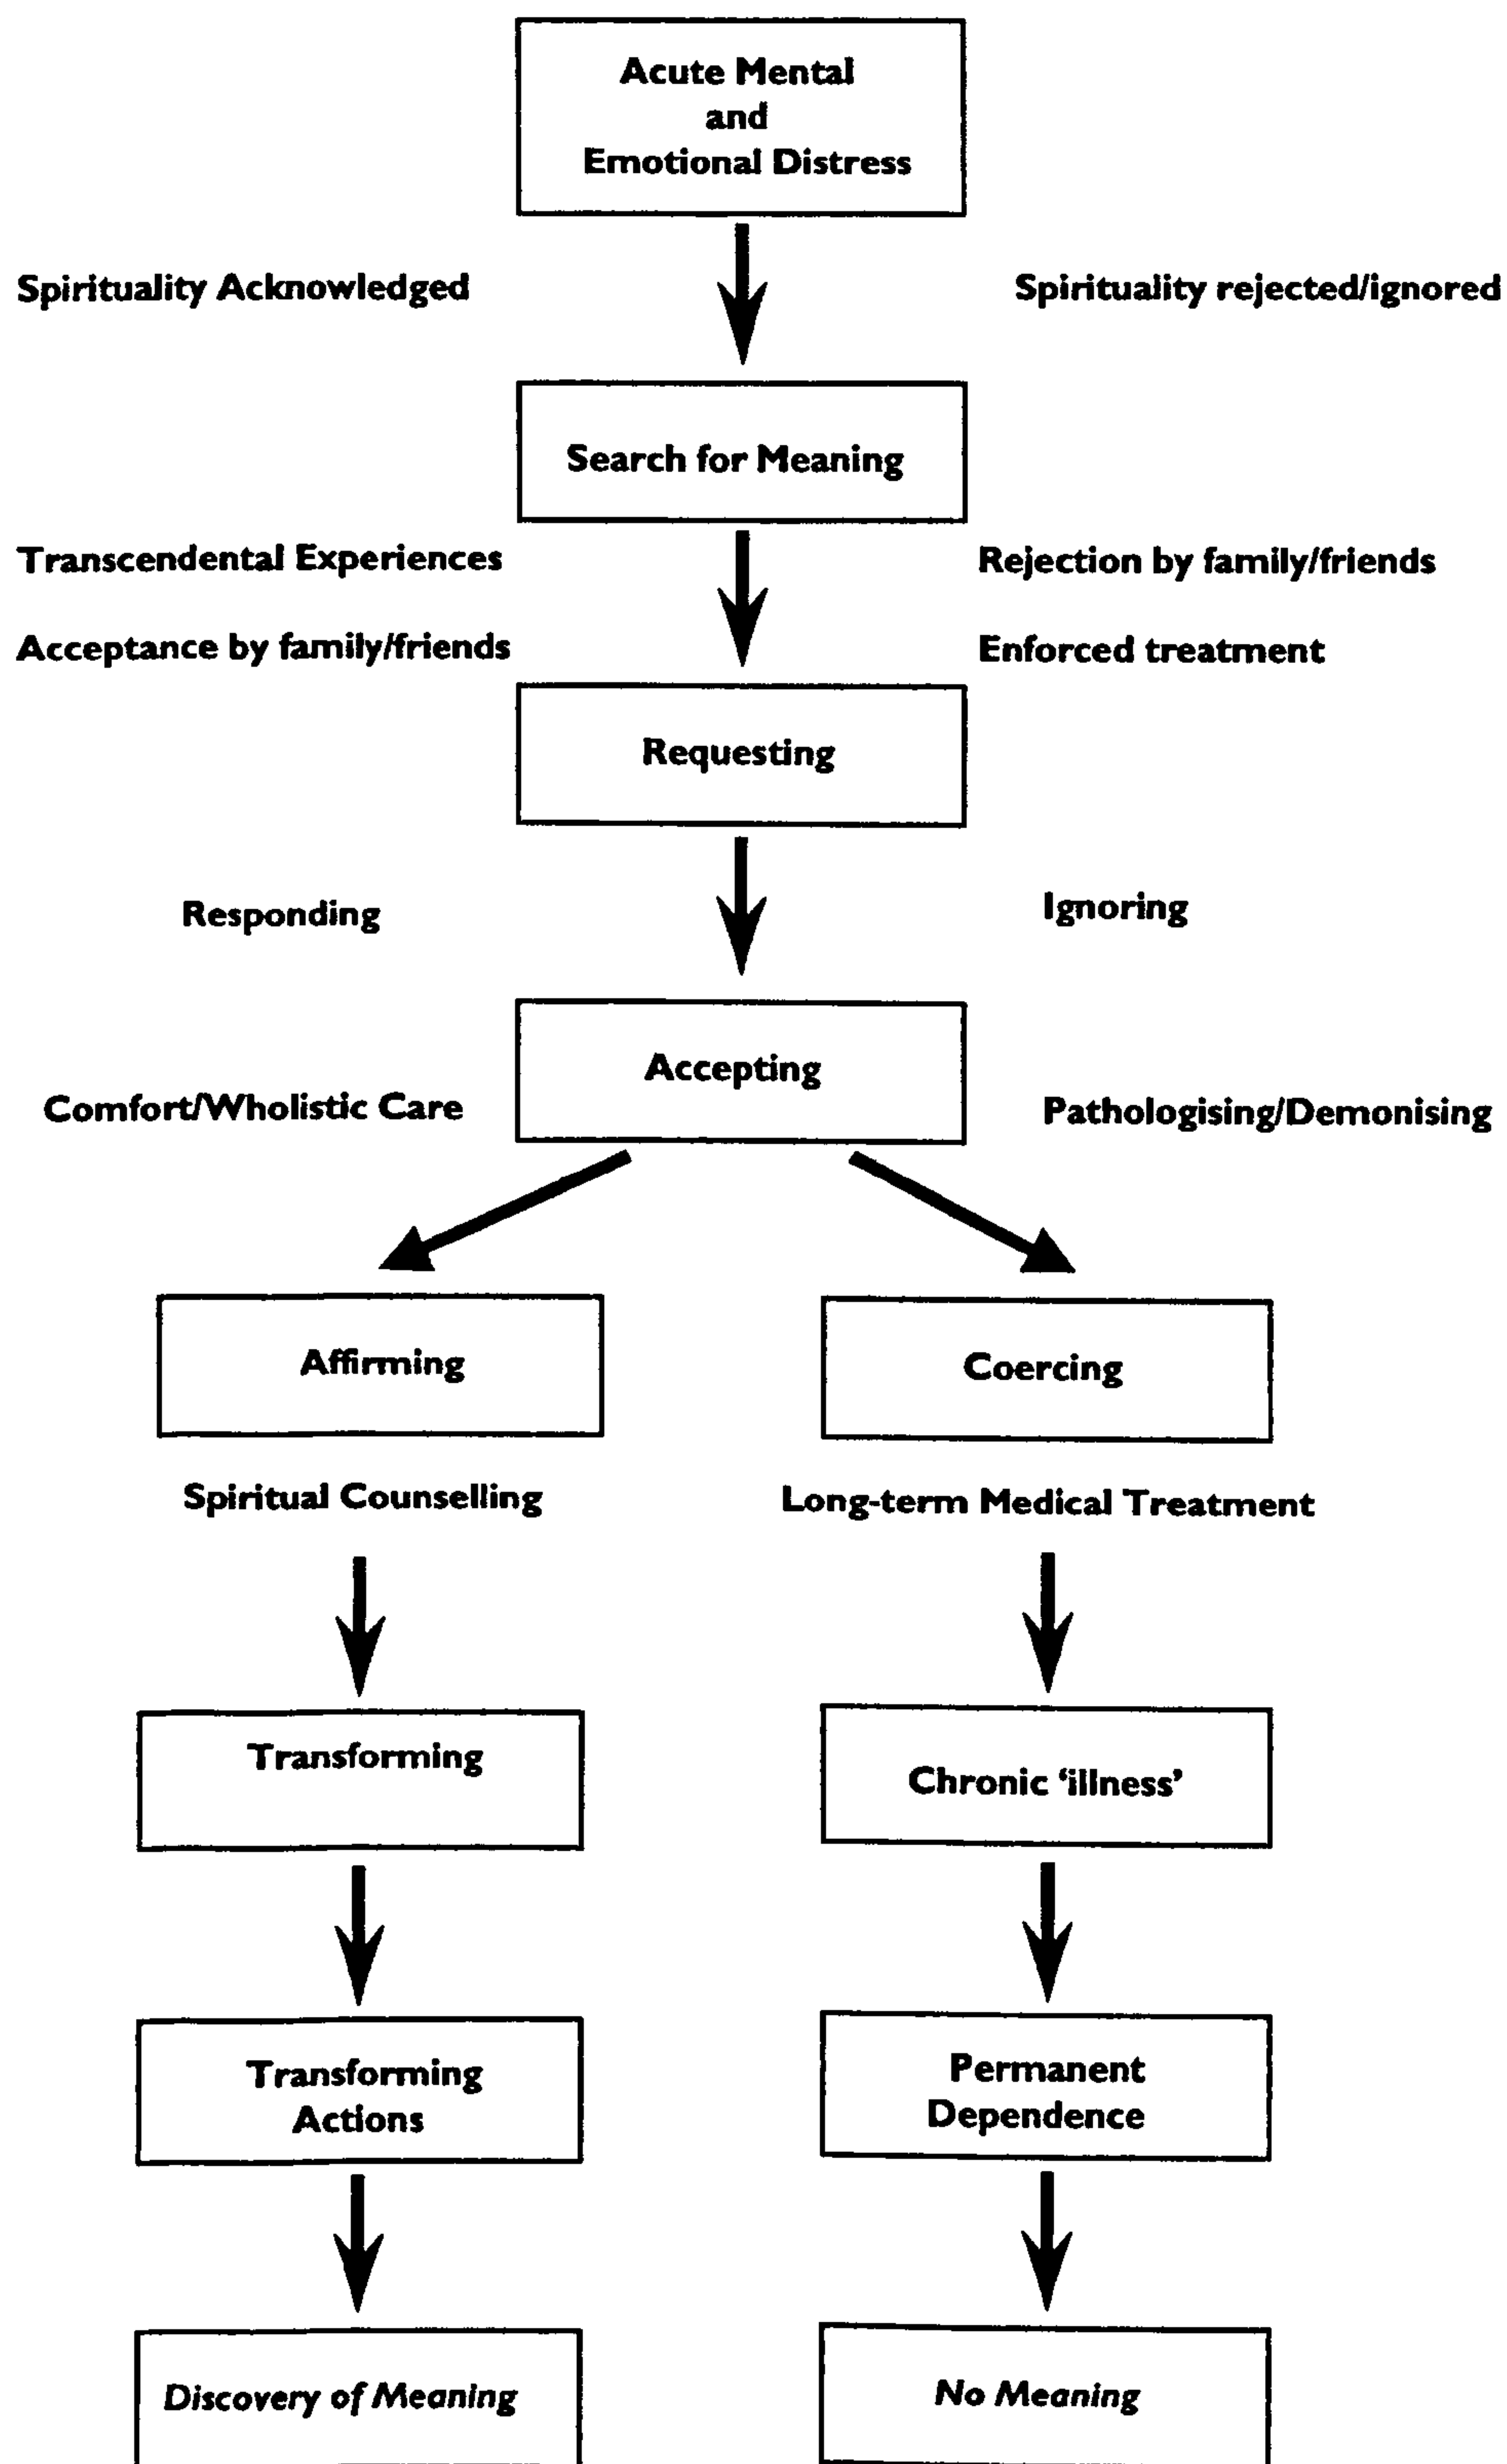 Acute Mental
and
Emotional Distress
Spirituality Acknowledged
Spirituality rejected/ignored
Search for Meaning
Transcendental Experiences
Rejection by family/friends
Acceptance by family/friends
Enforced treatment
Requesting
Responding
Ignoring
Accepting
Comfort/Wholistic Care
Pathologising/Demonising
Affirming
Coercing
Spiritual Counselling
Long-term Medical Treatment
Transforming
Chronic ‘illness’
Transforming
Actions
Permanent
Dependence
Discovery of Meaning
No Meaning